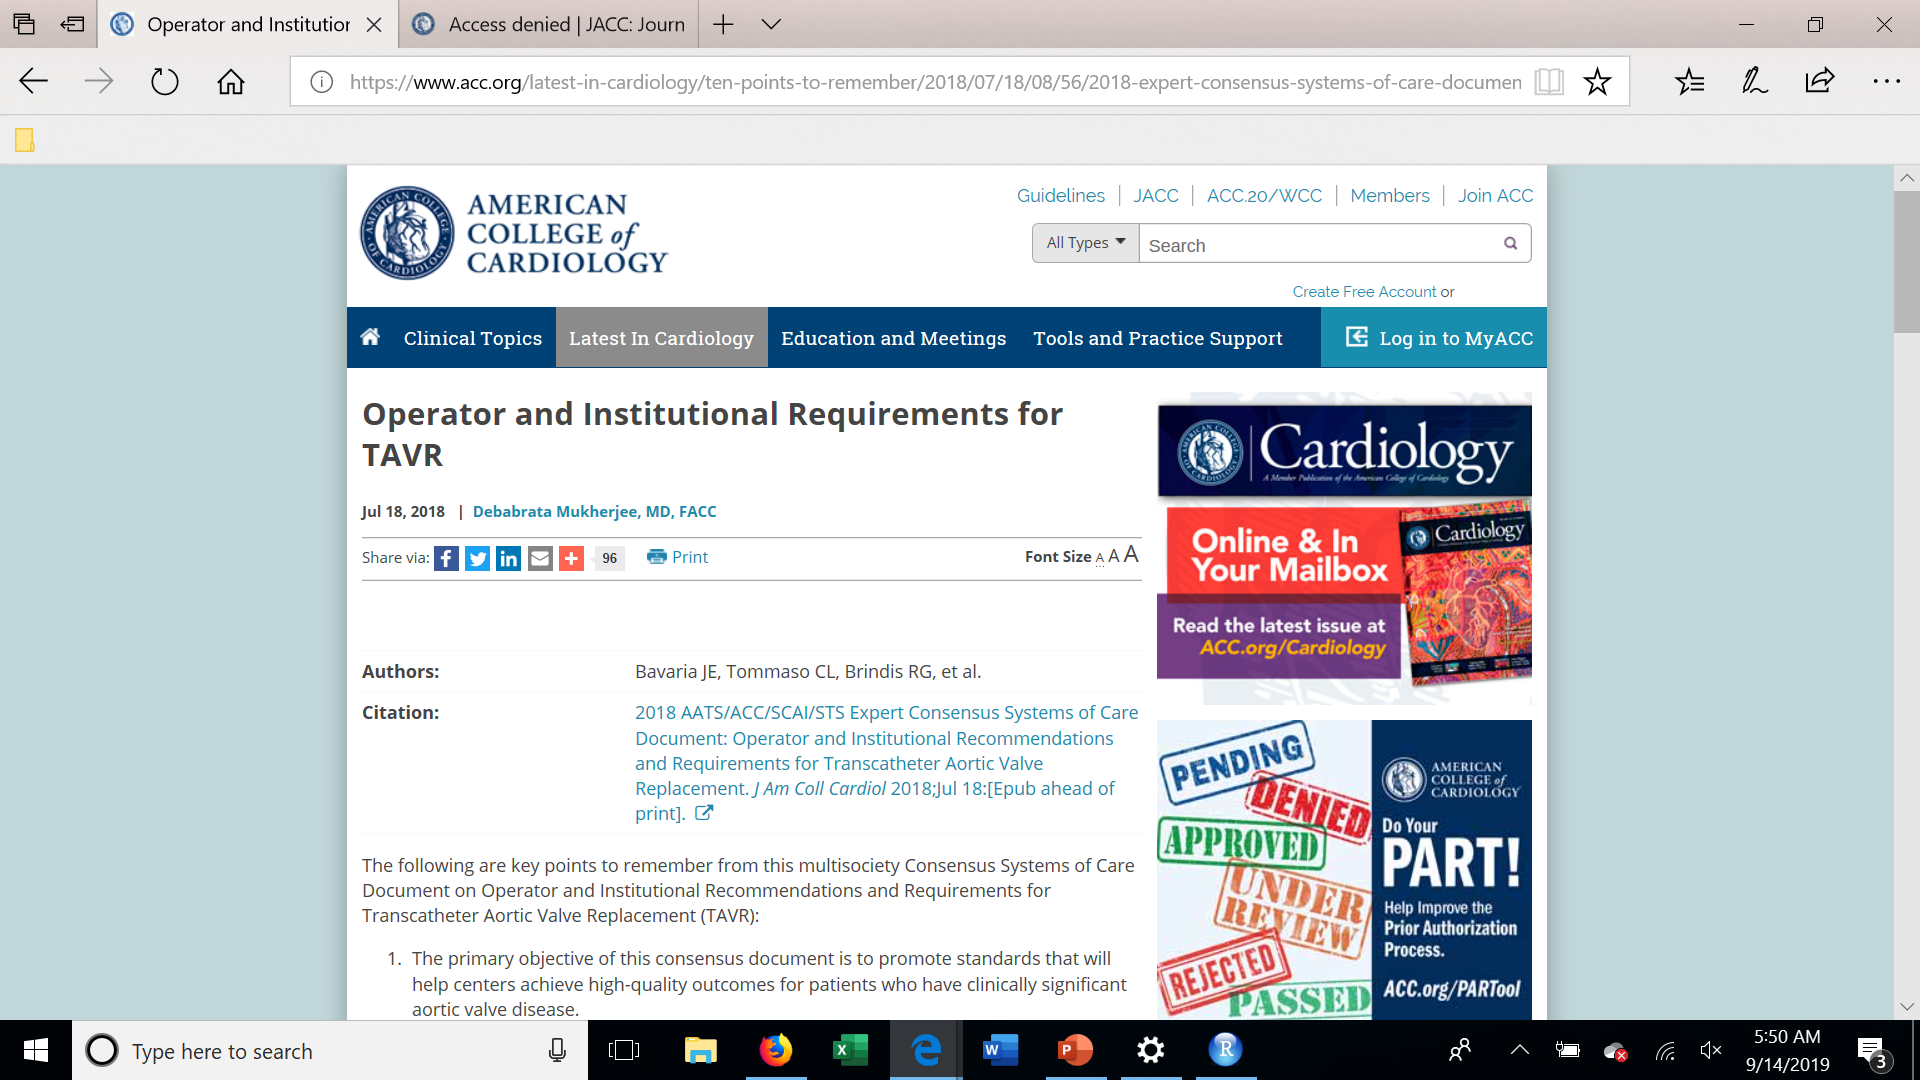 Operator and Institution
Access denied | JACC: Journ
https://www.acc.org/latest-in-cardiology/ten-points-to-remember/2018/07/18/08/56/2018-expert-consensus-systems-of-care-documen
AMERICAN
COLLEGE of
CARDIOLOGY
Guidelines | JACC | ACC.20/WCC | Members | Join ACC
All Types Search
Create Free Account or
Clinical Topics Latest In Cardiology Education and Meetings Tools and Practice Support Log in to MyACC
Operator and Institutional Requirements for
TAVR
Jul 18, 2018 | Debabrata Mukherjee, MD, FACC
Share via: 96 Print Font Size A A A
Authors: Bavaria JE, Tommaso CL, Brindis RG, et al.
Citation: 2018 AATS/ACC/SCAI/STS Expert Consensus Systems of Care
Document: Operator and Institutional Recommendations
and Requirements for Transcatheter Aortic Valve
Replacement. J Am Coll Cardiol 2018;Jul 18:[Epub ahead of
print].
The following are key points to remember from this multisociety Consensus Systems of Care
Document on Operator and Institutional Recommendations and Requirements for
Transcatheter Aortic Valve Replacement (TAVR):
1. The primary objective of this consensus document is to promote standards that will
help centers achieve high-quality outcomes for patients who have clinically significant
aortic valve disease.
Cardiology
A Member Publication of the American College of Cardiology
Online & In
Your Mailbox
Cardiology
Read the latest issue at
ACC.org/Cardiology
PENDING
DENIED
APPROVED
UNDER
REVIEW
REJECTED
PASSED
AMERICAN
COLLEGE of
CARDIOLOGY
Do Your
PART!
Help Improve the
Prior Authorization
Process.
ACC.org/PARTool
Type here to search
5:50 AM
9/14/2019
3